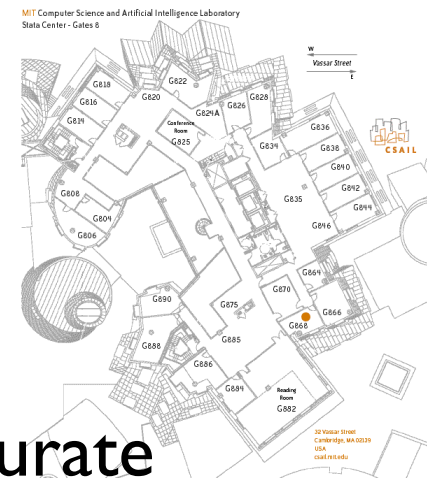 MIT Computer Science and Artificial Intelligence Laboratory
Stata Center - Gates 8
W
Vassar Street
E
CSAIL
G818
G816
G814
G820
G822
G824A
G826
G828
Conference
Room
G825
G834
G836
G838
G840
G842
G844
G846
G835
G808
G804
G806
G864
G870
G866
G868
G890
G875
G888
G885
G886
G884
Reading
Room
G882
32 Vassar Street
Cambridge, MA 02139
USA
csail.mit.edu
urate